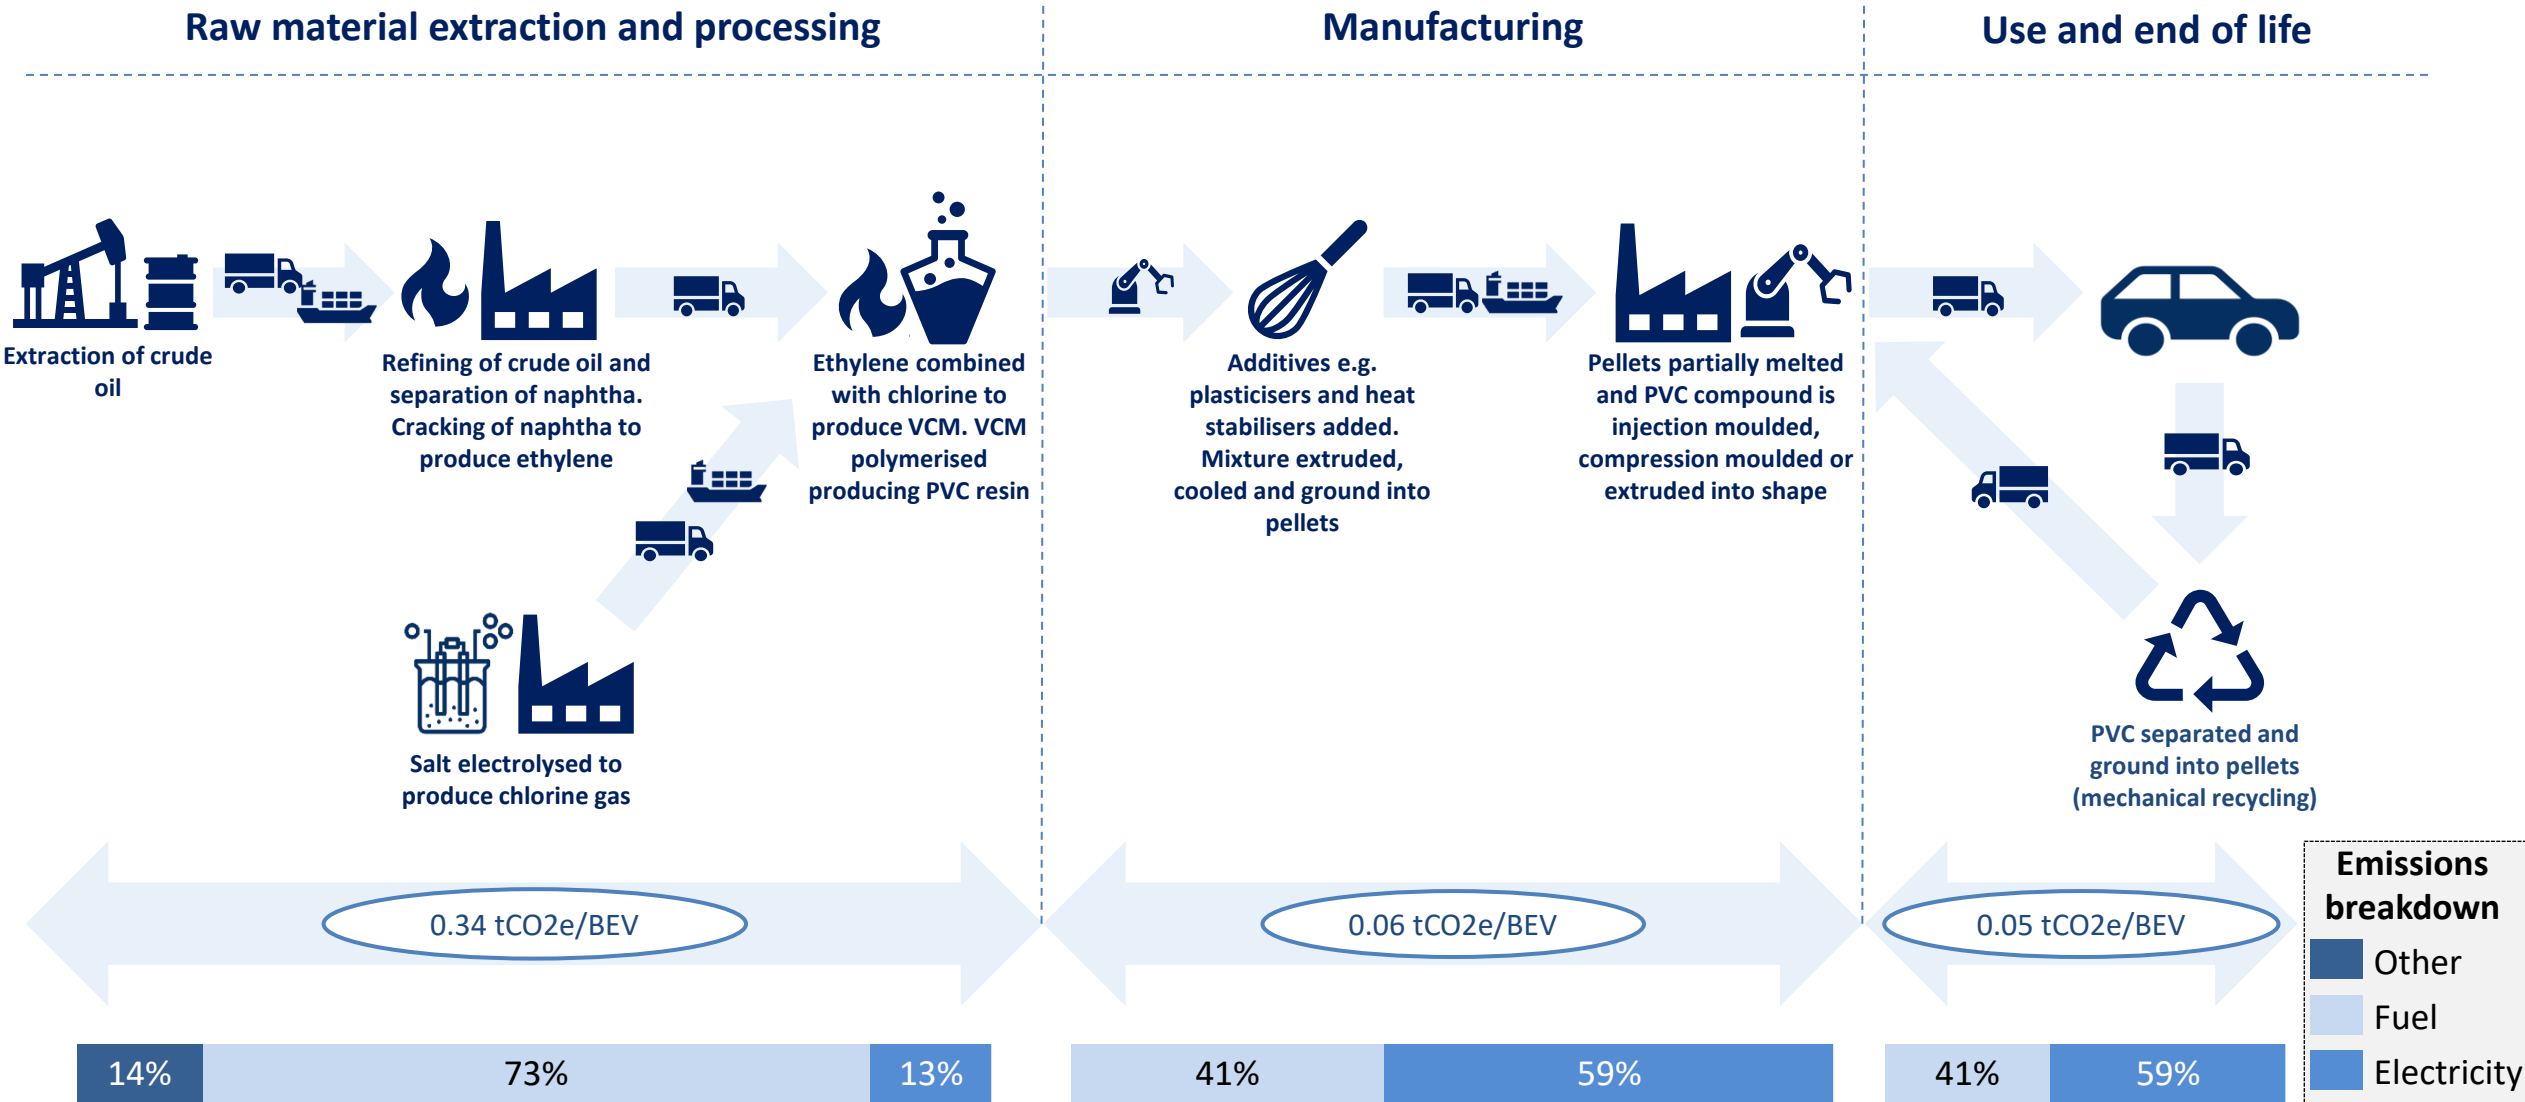 Raw material extraction and processing
Manufacturing
Use and end of life
Extraction of crude
oil
Refining of crude oil and
separation of naphtha.
Cracking of naphtha to
produce ethylene
Ethylene combined
with chlorine to
produce VCM. VCM
polymerised
producing PVC resin
Additives e.g.
plasticisers and heat
stabilisers added.
Mixture extruded,
cooled and ground into
pellets
Pellets partially melted
and PVC compound is
injection moulded,
compression moulded or
extruded into shape
Salt electrolysed to
produce chlorine gas
PVC separated and
ground into pellets
(mechanical recycling)
0.34 tCO2e/BEV
0.06 tCO2e/BEV
0.05 tCO2e/BEV
Emissions
breakdown
Other
Fuel
Electricity
14%
73%
13%
41%
59%
41%
59%